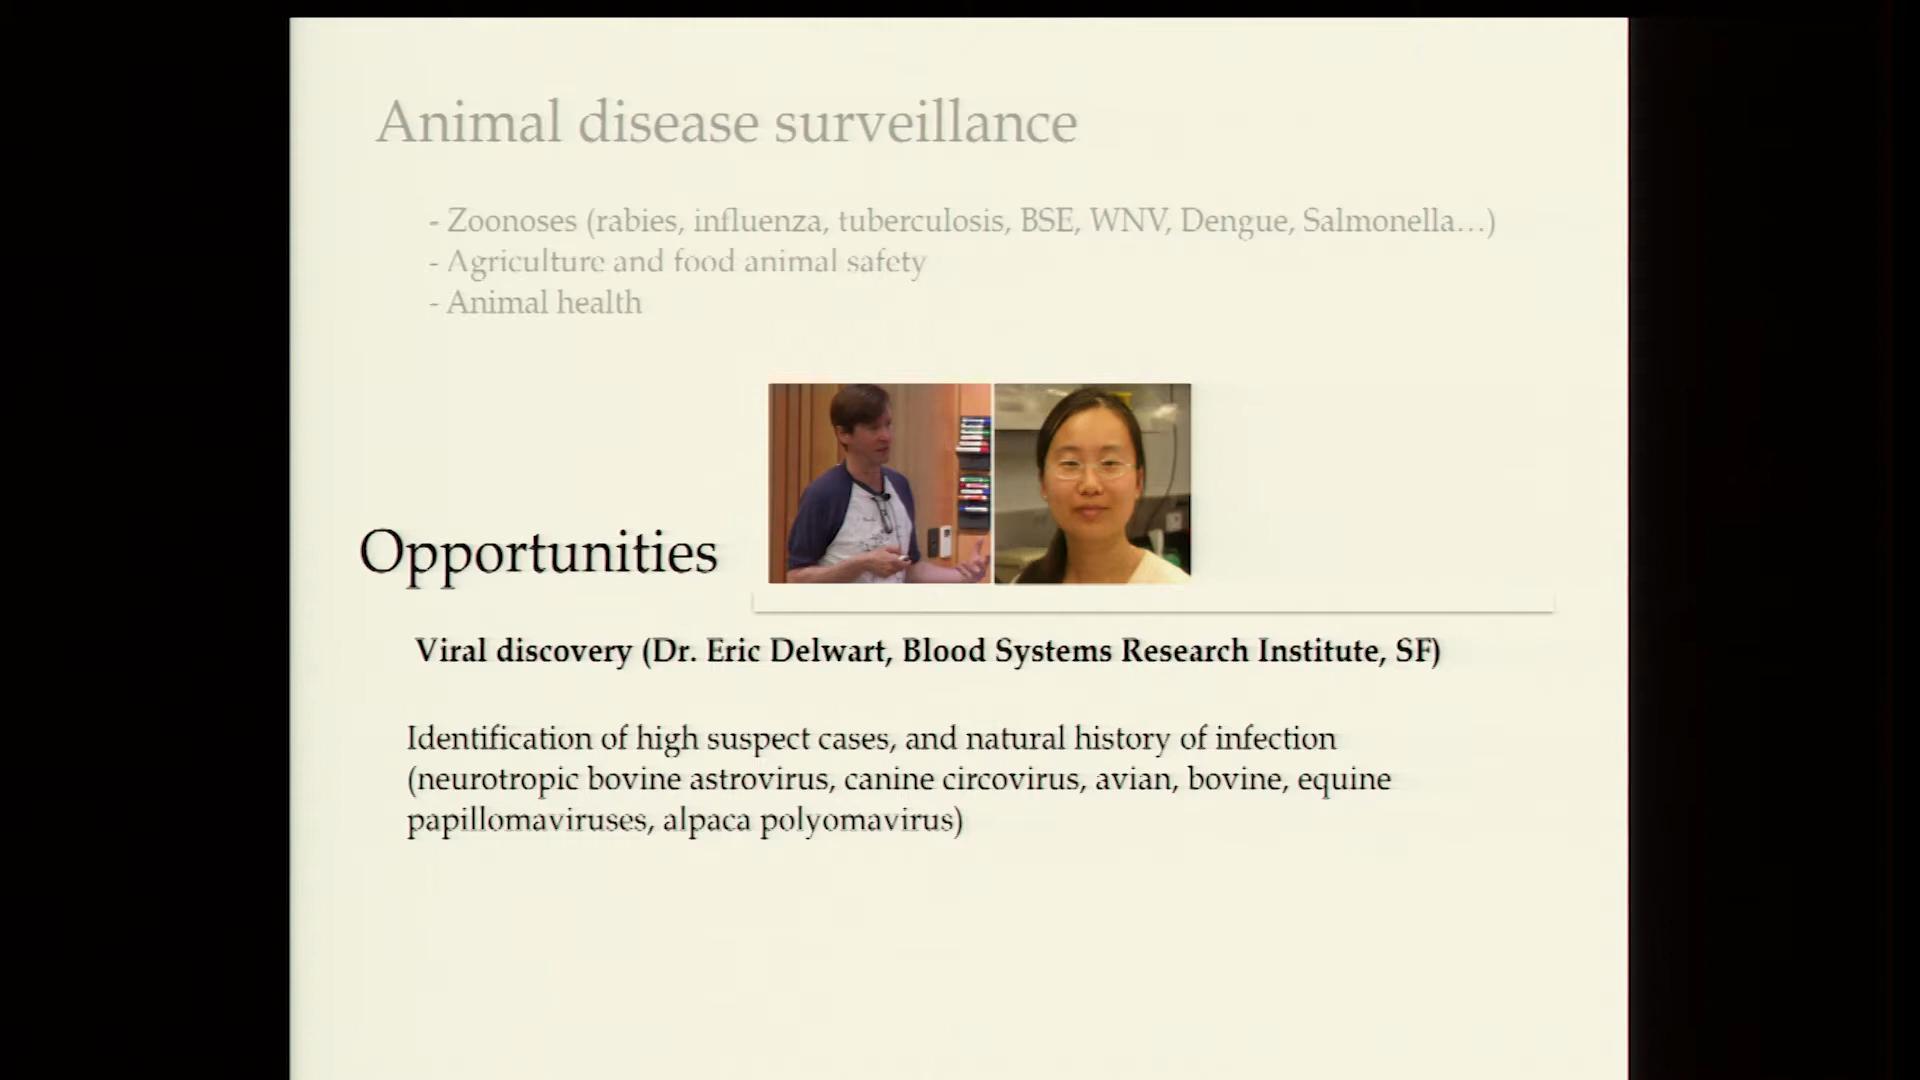 Animal disease surveillance
- Zoonoses (rabies, influenza, tuberculosis, BSE, WNV, Dengue, Salmonella…)
- Agriculture and food animal safety
- Animal health
Opportunities
Viral discovery (Dr. Eric Delwart, Blood Systems Research Institute, SF)
Identification of high suspect cases, and natural history of infection
(neurotropic bovine astrovirus, canine circovirus, avian, bovine, equine
papillomaviruses, alpaca polyomavirus)